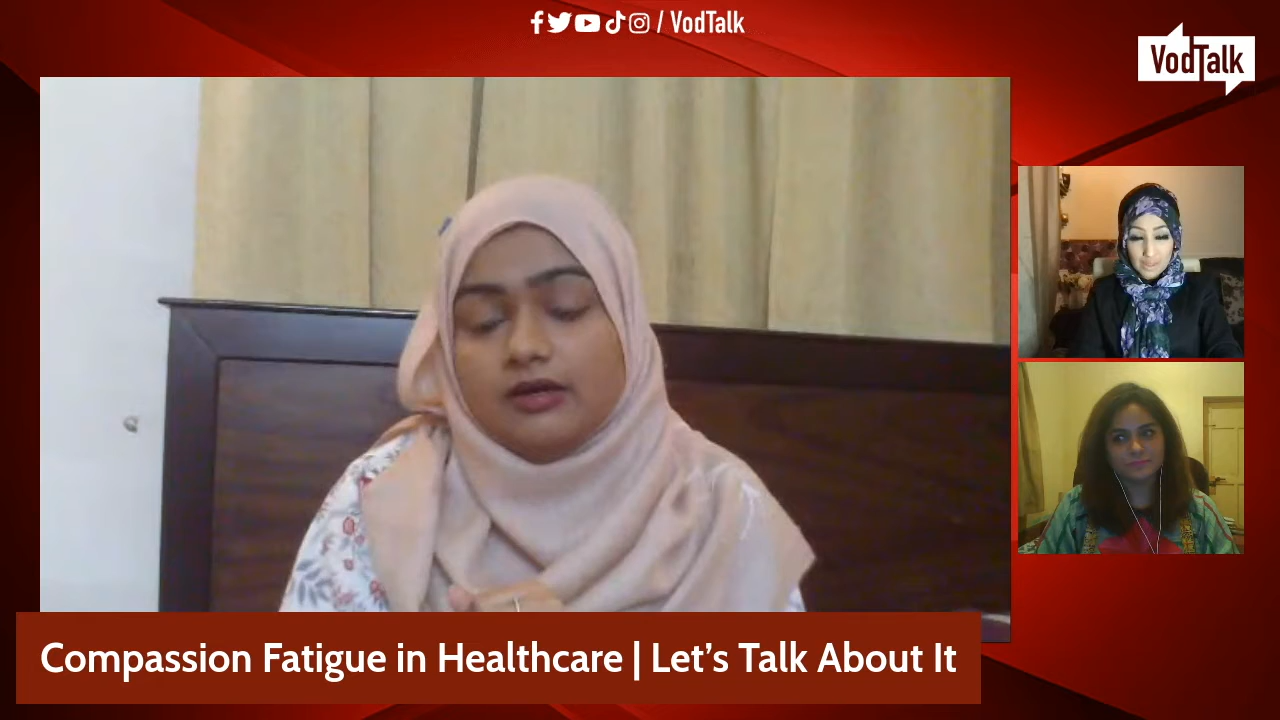 / VodTalk
VodTalk
Compassion Fatigue in Healthcare | Let's Talk About It